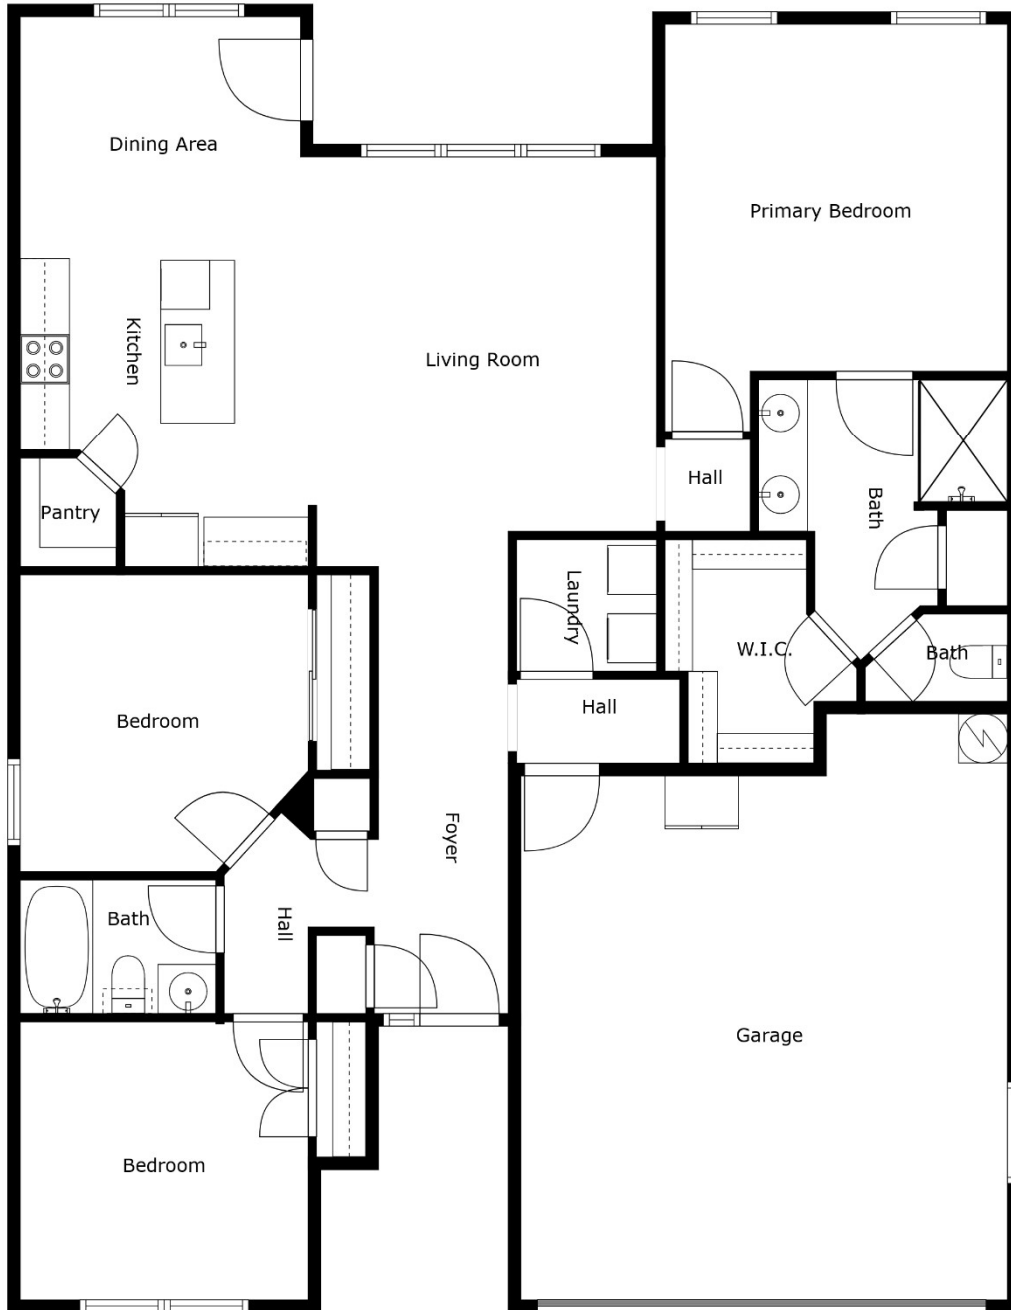 Dining Area
Primary Bedroom
Kitchen
Living Room
Hall
Bath
Pantry
Laundry
W.I.C.
Bath
Hall
Bedroom
Foyer
Bath
Hall
Garage
Bedroom